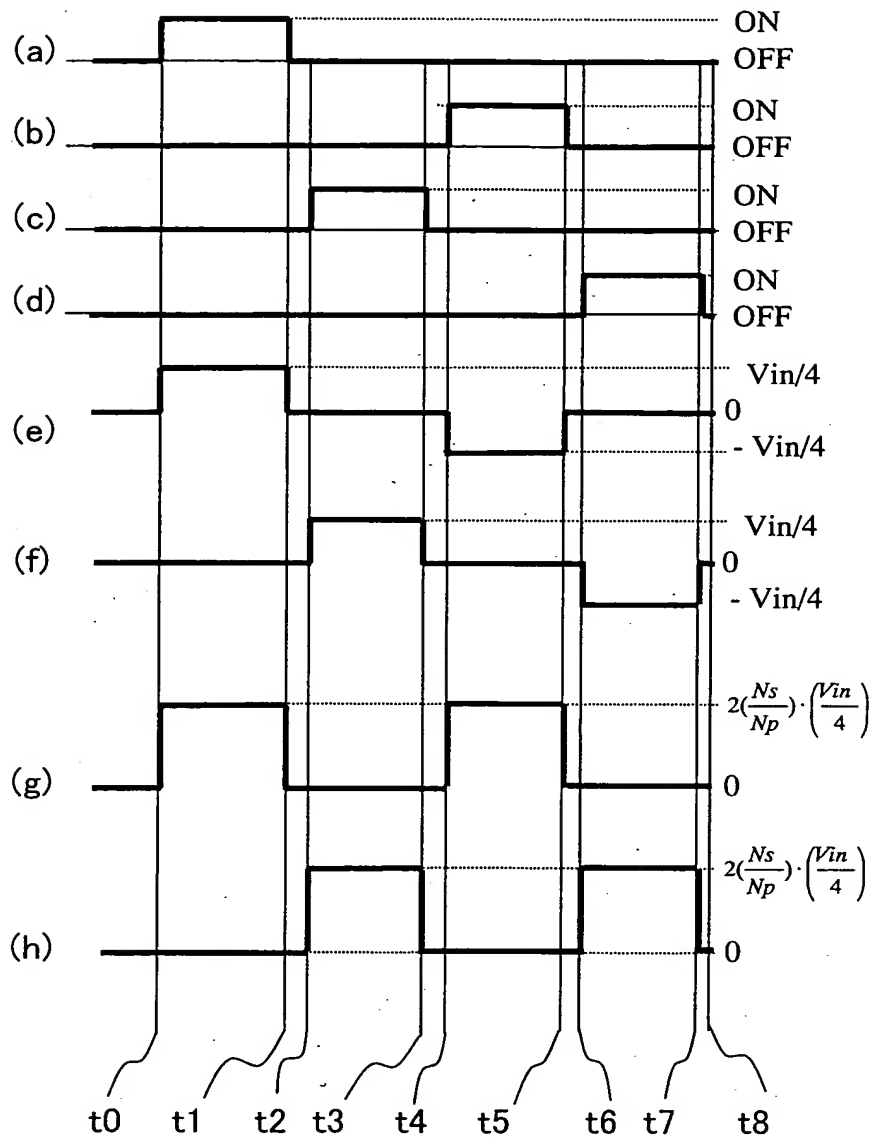 (a)
ON
OFF
(b)
ON
OFF
(c)
ON
OFF
(d)
ON
OFF
(e)
Vin/4
0
- Vin/4
(f)
Vin/4
0
- Vin/4
(g)
2(Ns/Np)·(Vin/4)
0
(h)
2(Ns/Np)·(Vin/4)
0
t0 t1 t2 t3 t4 t5 t6 t7 t8